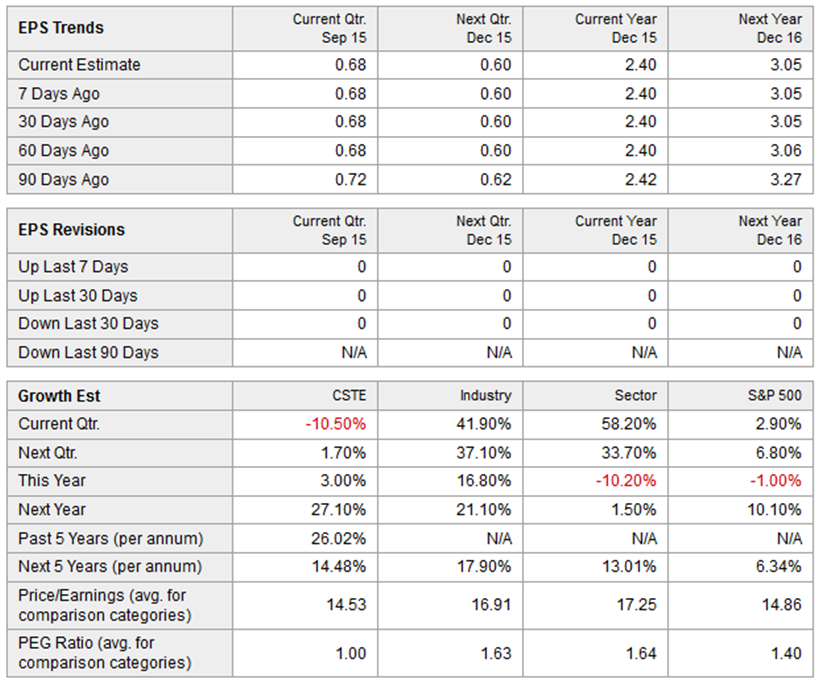 EPS Trends Current Qtr. Sep 15 Next Qtr. Dec 15 Current Year Dec 15 Next Year Dec 16
Current Estimate 0.68 0.60 2.40 3.05
7 Days Ago 0.68 0.60 2.40 3.05
30 Days Ago 0.68 0.60 2.40 3.05
60 Days Ago 0.68 0.60 2.40 3.06
90 Days Ago 0.72 0.62 2.42 3.27
EPS Revisions Current Qtr. Sep 15 Next Qtr. Dec 15 Current Year Dec 15 Next Year Dec 16
Up Last 7 Days 0 0 0 0
Up Last 30 Days 0 0 0 0
Down Last 30 Days 0 0 0 0
Down Last 90 Days N/A N/A N/A N/A
Growth Est CSTE Industry Sector S&P 500
Current Qtr. -10.50% 41.90% 58.20% 2.90%
Next Qtr. 1.70% 37.10% 33.70% 6.80%
This Year 3.00% 16.80% -10.20% -1.00%
Next Year 27.10% 21.10% 1.50% 10.10%
Past 5 Years (per annum) 26.02% N/A N/A N/A
Next 5 Years (per annum) 14.48% 17.90% 13.01% 6.34%
Price/Earnings (avg. for comparison categories) 14.53 16.91 17.25 14.86
PEG Ratio (avg. for comparison categories) 1.00 1.63 1.64 1.40